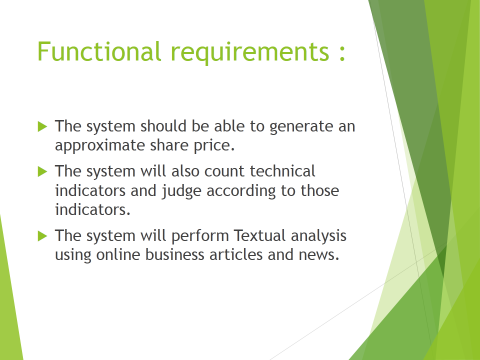 Functional requirements :
The system should be able to generate an
approximate share price.
The system will also count technical
indicators and judge according to those
indicators.
The system will perform Textual analysis
using online business articles and news.